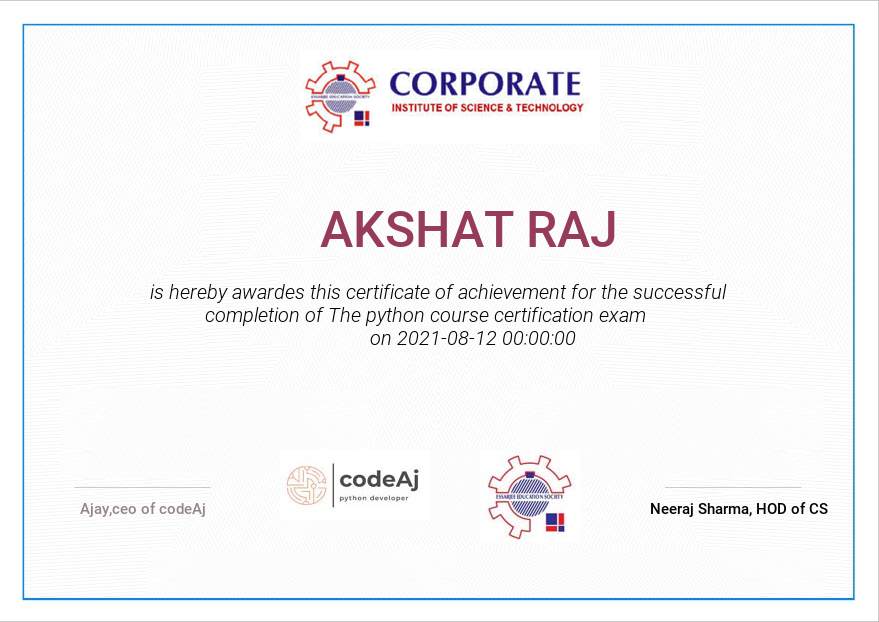 CORPORATE
INSTITUTE OF SCIENCE & TECHNOLOGY
ESSARJEE EDUCATION SOCIETY
AKSHAT RAJ
is hereby awardes this certificate of achievement for the successful
completion of The python course certification exam
on 2021-08-12 00:00:00
codeAj
python developer
ESSARJEE EDUCATION SOCIETY
Ajay,ceo of codeAj
Neeraj Sharma, HOD of CS